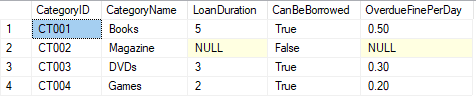 CategoryID CategoryName LoanDuration CanBeBorrowed OverdueFinePerDay
1 CT001 Books 5 True 0.50
2 CT002 Magazine NULL False NULL
3 CT003 DVDs 3 True 0.30
4 CT004 Games 2 True 0.20